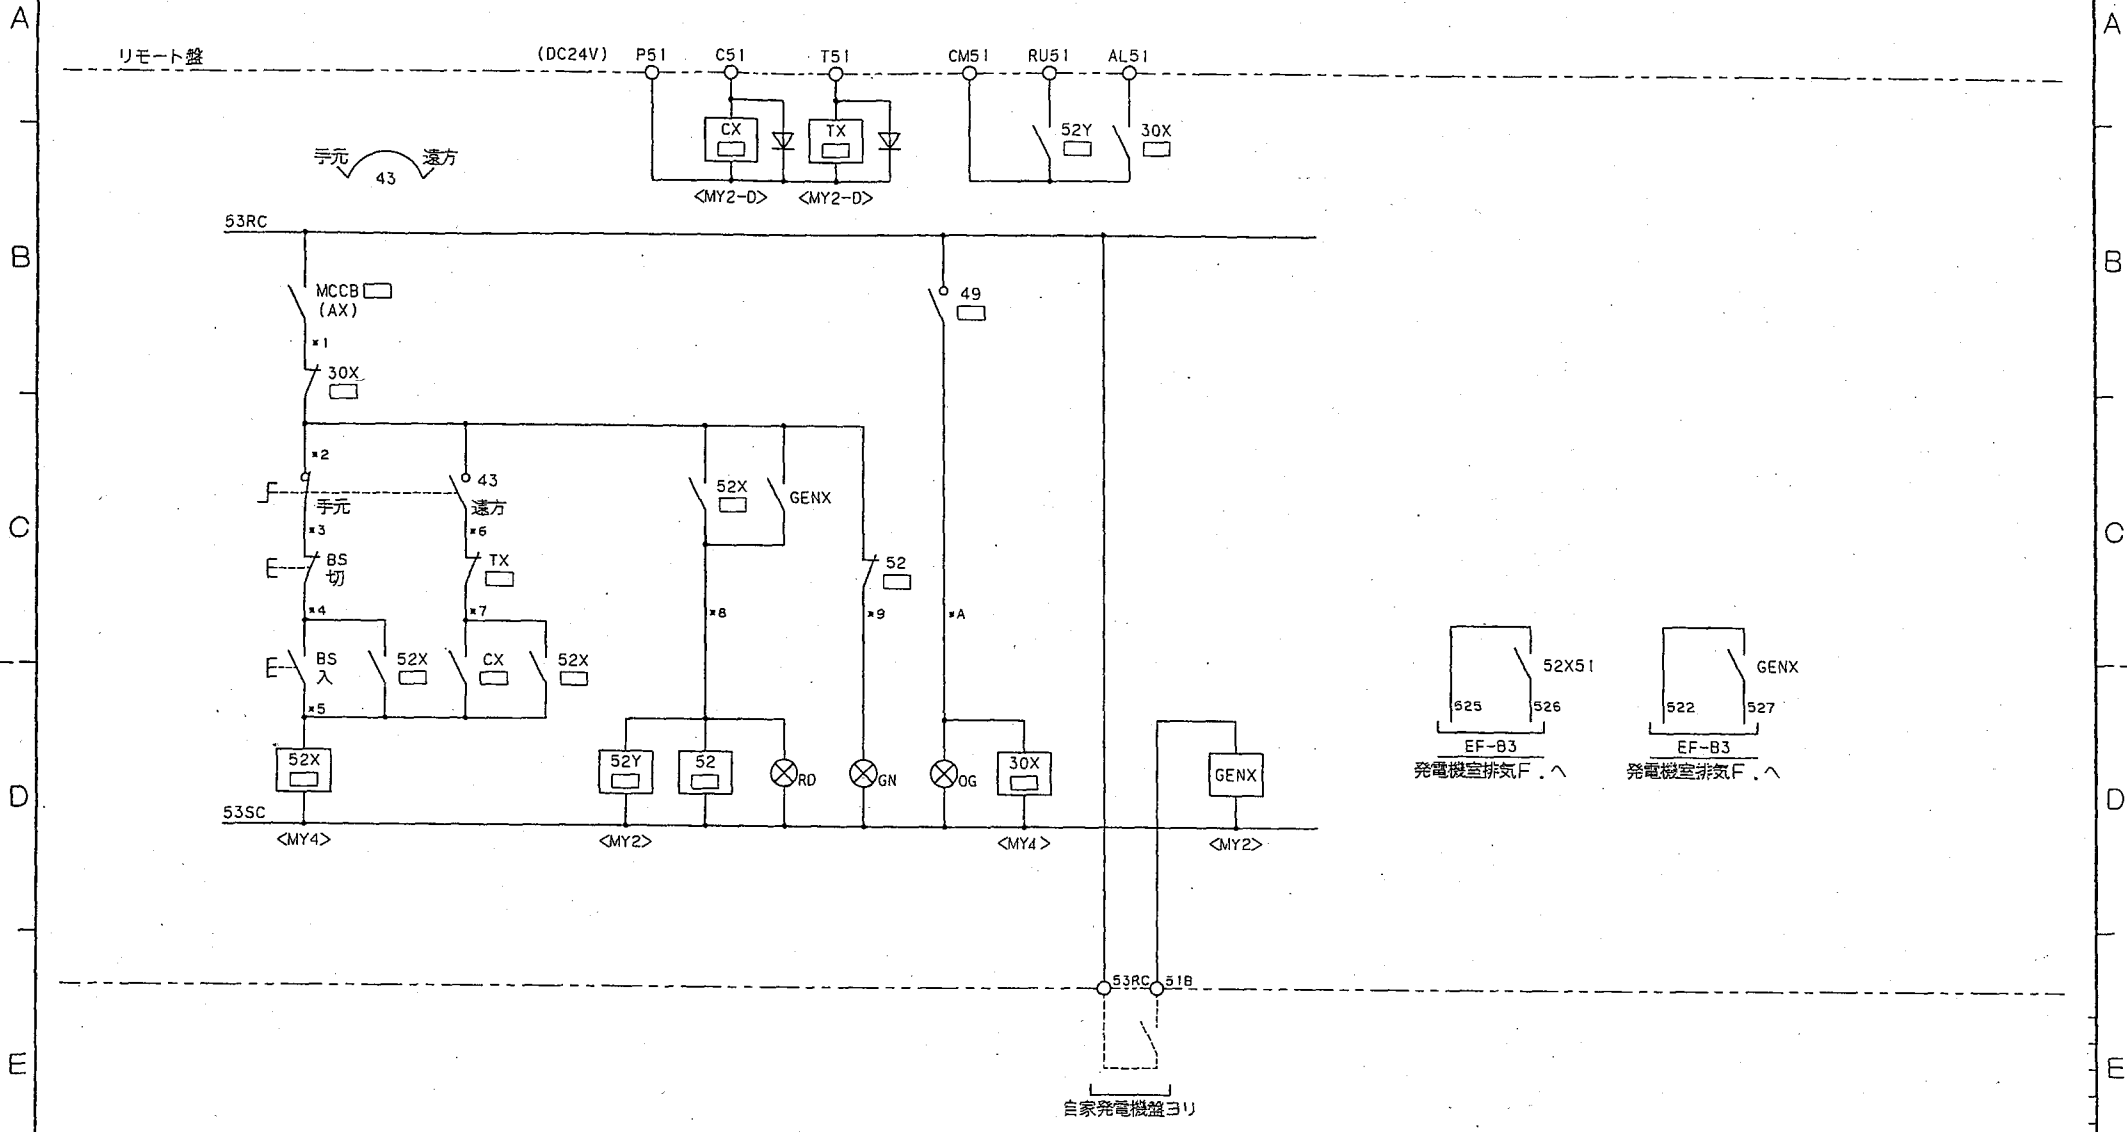 A
A
リモート盤
(DC24V)
P51
C51
T51
CM51
RU51
AL51
CX
TX
52Y
30X
手元
遠方
43
<MY2-D>
<MY2-D>
53RC
B
B
MCCB
(AX)
49
*1
30X
*2
手元
43
遠方
52X
GENX
C
C
*3
*6
BS
切
TX
52
*4
*7
*8
*9
*A
BS
入
52X
CX
52X
52X51
GENX
*5
525
526
522
527
EF-B3
発電機室排気F.へ
EF-B3
発電機室排気F.へ
52X
52Y
52
RD
GN
OG
30X
GENX
D
D
53SC
<MY4>
<MY2>
<MY4>
<MY2>
53RC
51B
E
E
自家発電機盤ヨリ